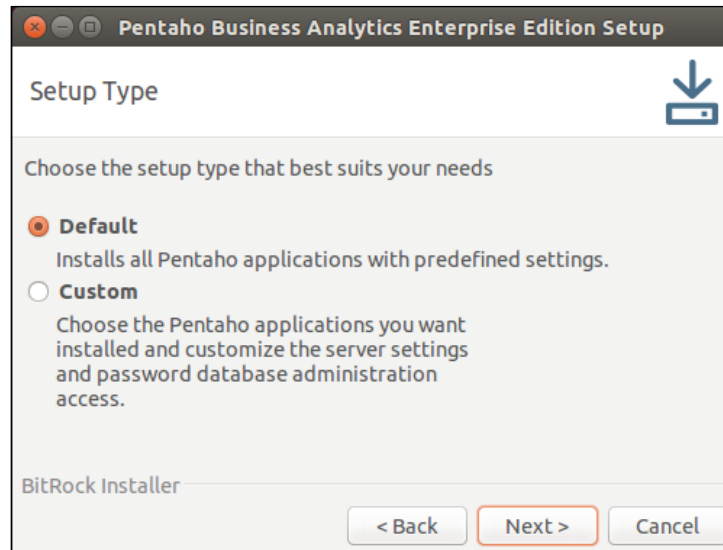 Pentaho Business Analytics Enterprise Edition Setup
Setup Type
Choose the setup type that best suits your needs
Default
Installs all Pentaho applications with predefined settings.
Custom
Choose the Pentaho applications you want
installed and customize the server settings
and password database administration
access.
BitRock Installer
< Back Next > Cancel